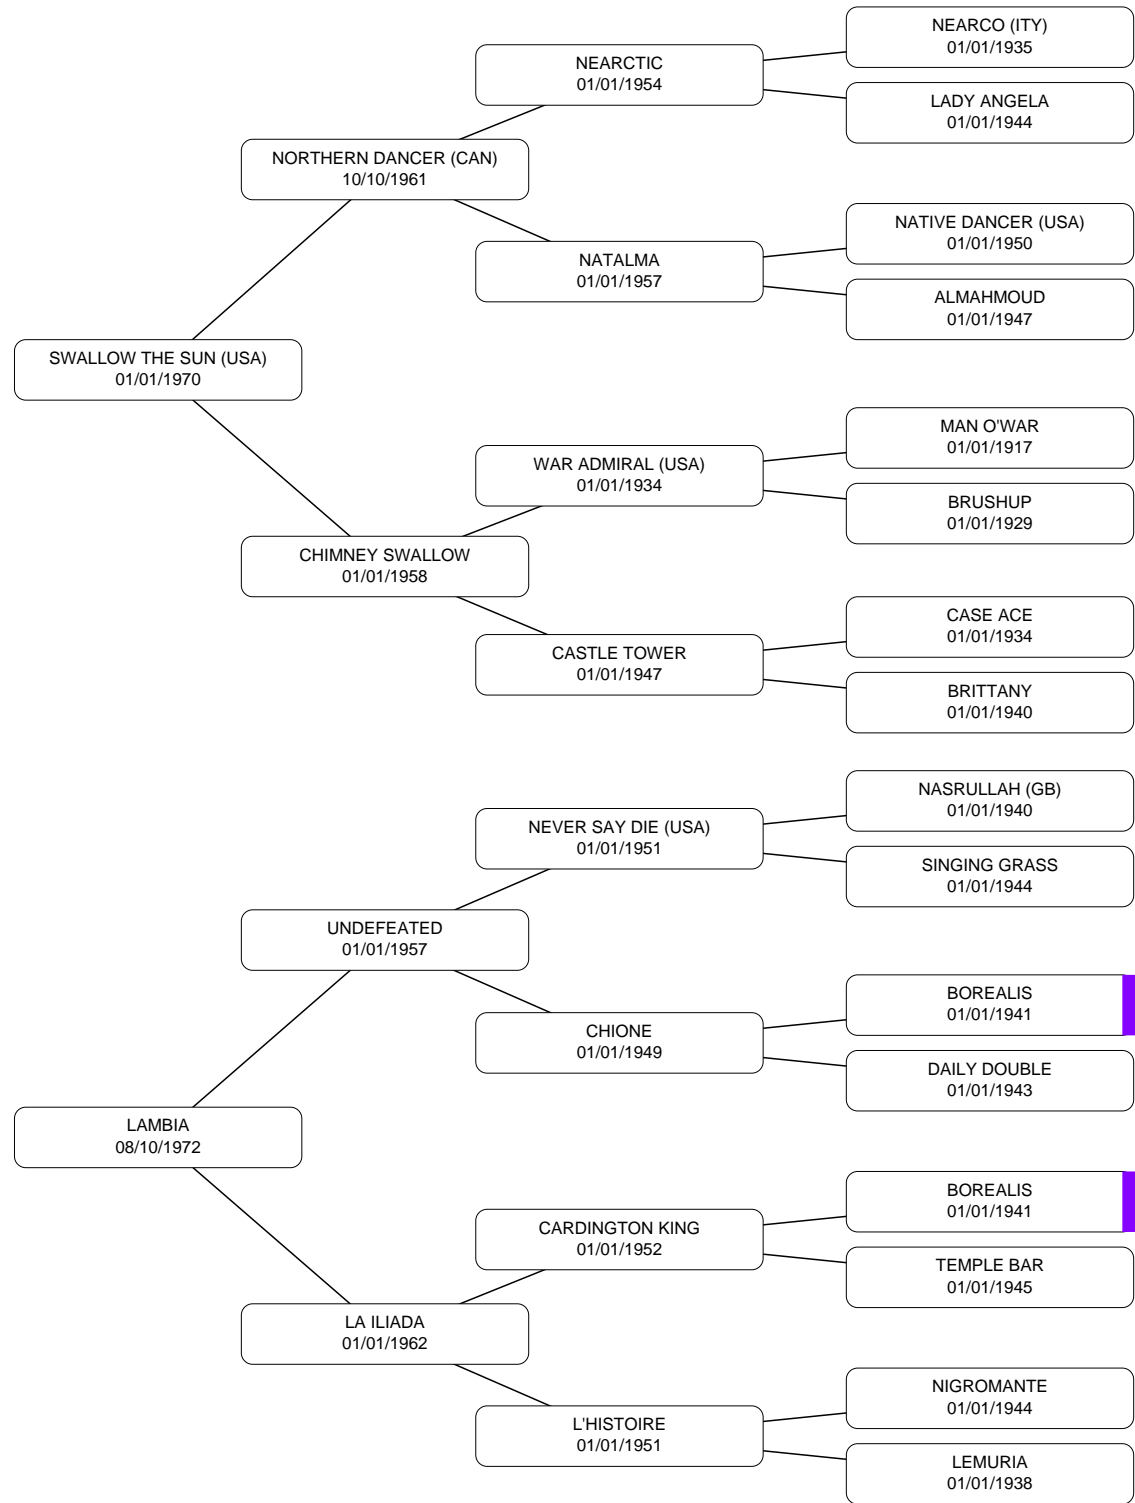 NEARCO (ITY)
01/01/1935
NEARCTIC
01/01/1954
LADY ANGELA
01/01/1944
NORTHERN DANCER (CAN)
10/10/1961
NATIVE DANCER (USA)
01/01/1950
NATALMA
01/01/1957
ALMAHMOUD
01/01/1947
SWALLOW THE SUN (USA)
01/01/1970
MAN O'WAR
01/01/1917
WAR ADMIRAL (USA)
01/01/1934
BRUSHUP
01/01/1929
CHIMNEY SWALLOW
01/01/1958
CASE ACE
01/01/1934
CASTLE TOWER
01/01/1947
BRITTANY
01/01/1940
NASRULLAH (GB)
01/01/1940
NEVER SAY DIE (USA)
01/01/1951
SINGING GRASS
01/01/1944
UNDEFEATED
01/01/1957
BOREALIS
01/01/1941
CHIONE
01/01/1949
DAILY DOUBLE
01/01/1943
LAMBIA
08/10/1972
BOREALIS
01/01/1941
CARDINGTON KING
01/01/1952
TEMPLE BAR
01/01/1945
LA ILIADA
01/01/1962
NIGROMANTE
01/01/1944
L'HISTOIRE
01/01/1951
LEMURIA
01/01/1938